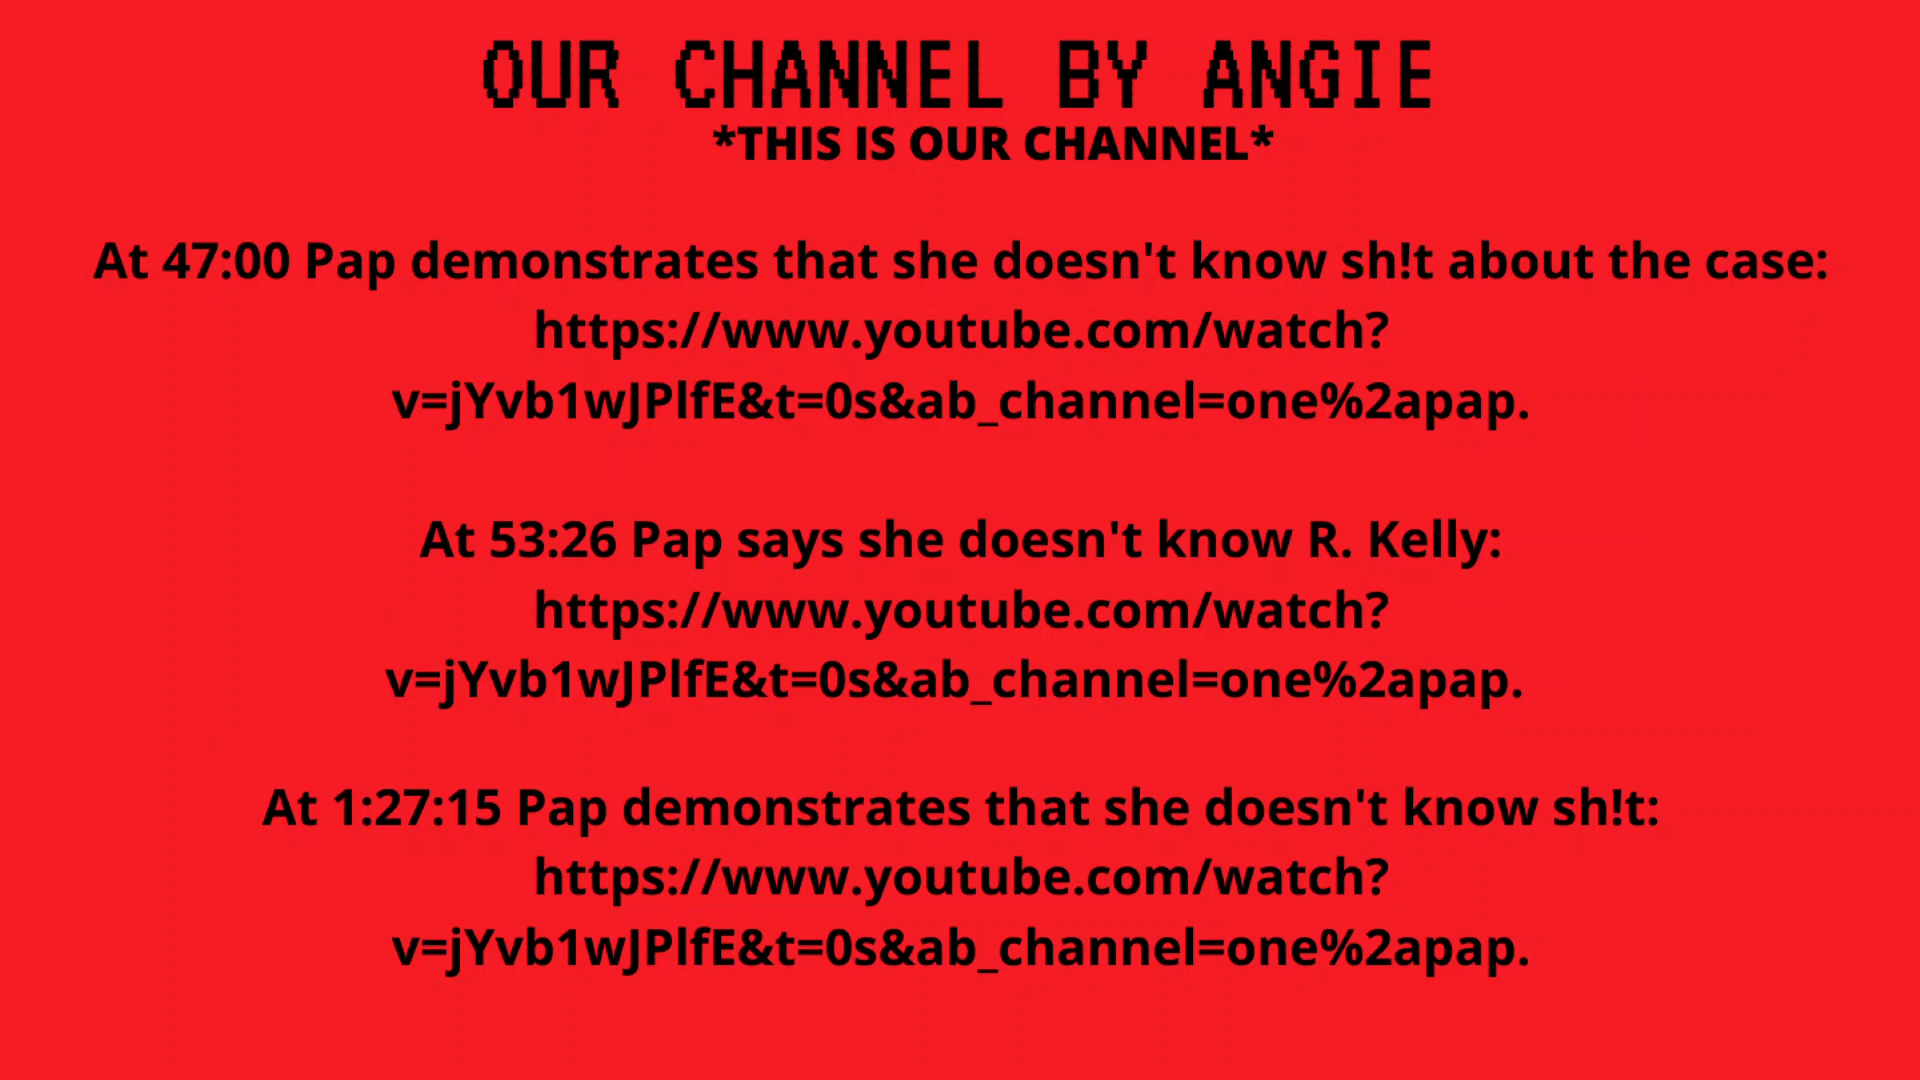 OUR CHANNEL BY ANGIE
*THIS IS OUR CHANNEL*
At 47:00 Pap demonstrates that she doesn't know sh!t about the case:
https://www.youtube.com/watch?
v=jYvb1wJPlfE&t=0s&ab_channel=one%2apap.
At 53:26 Pap says she doesn't know R. Kelly:
https://www.youtube.com/watch?
v=jYvb1wJPlfE&t=0s&ab_channel=one%2apap.
At 1:27:15 Pap demonstrates that she doesn't know sh!t:
https://www.youtube.com/watch?
v=jYvb1wJPlfE&t=0s&ab_channel=one%2apap.